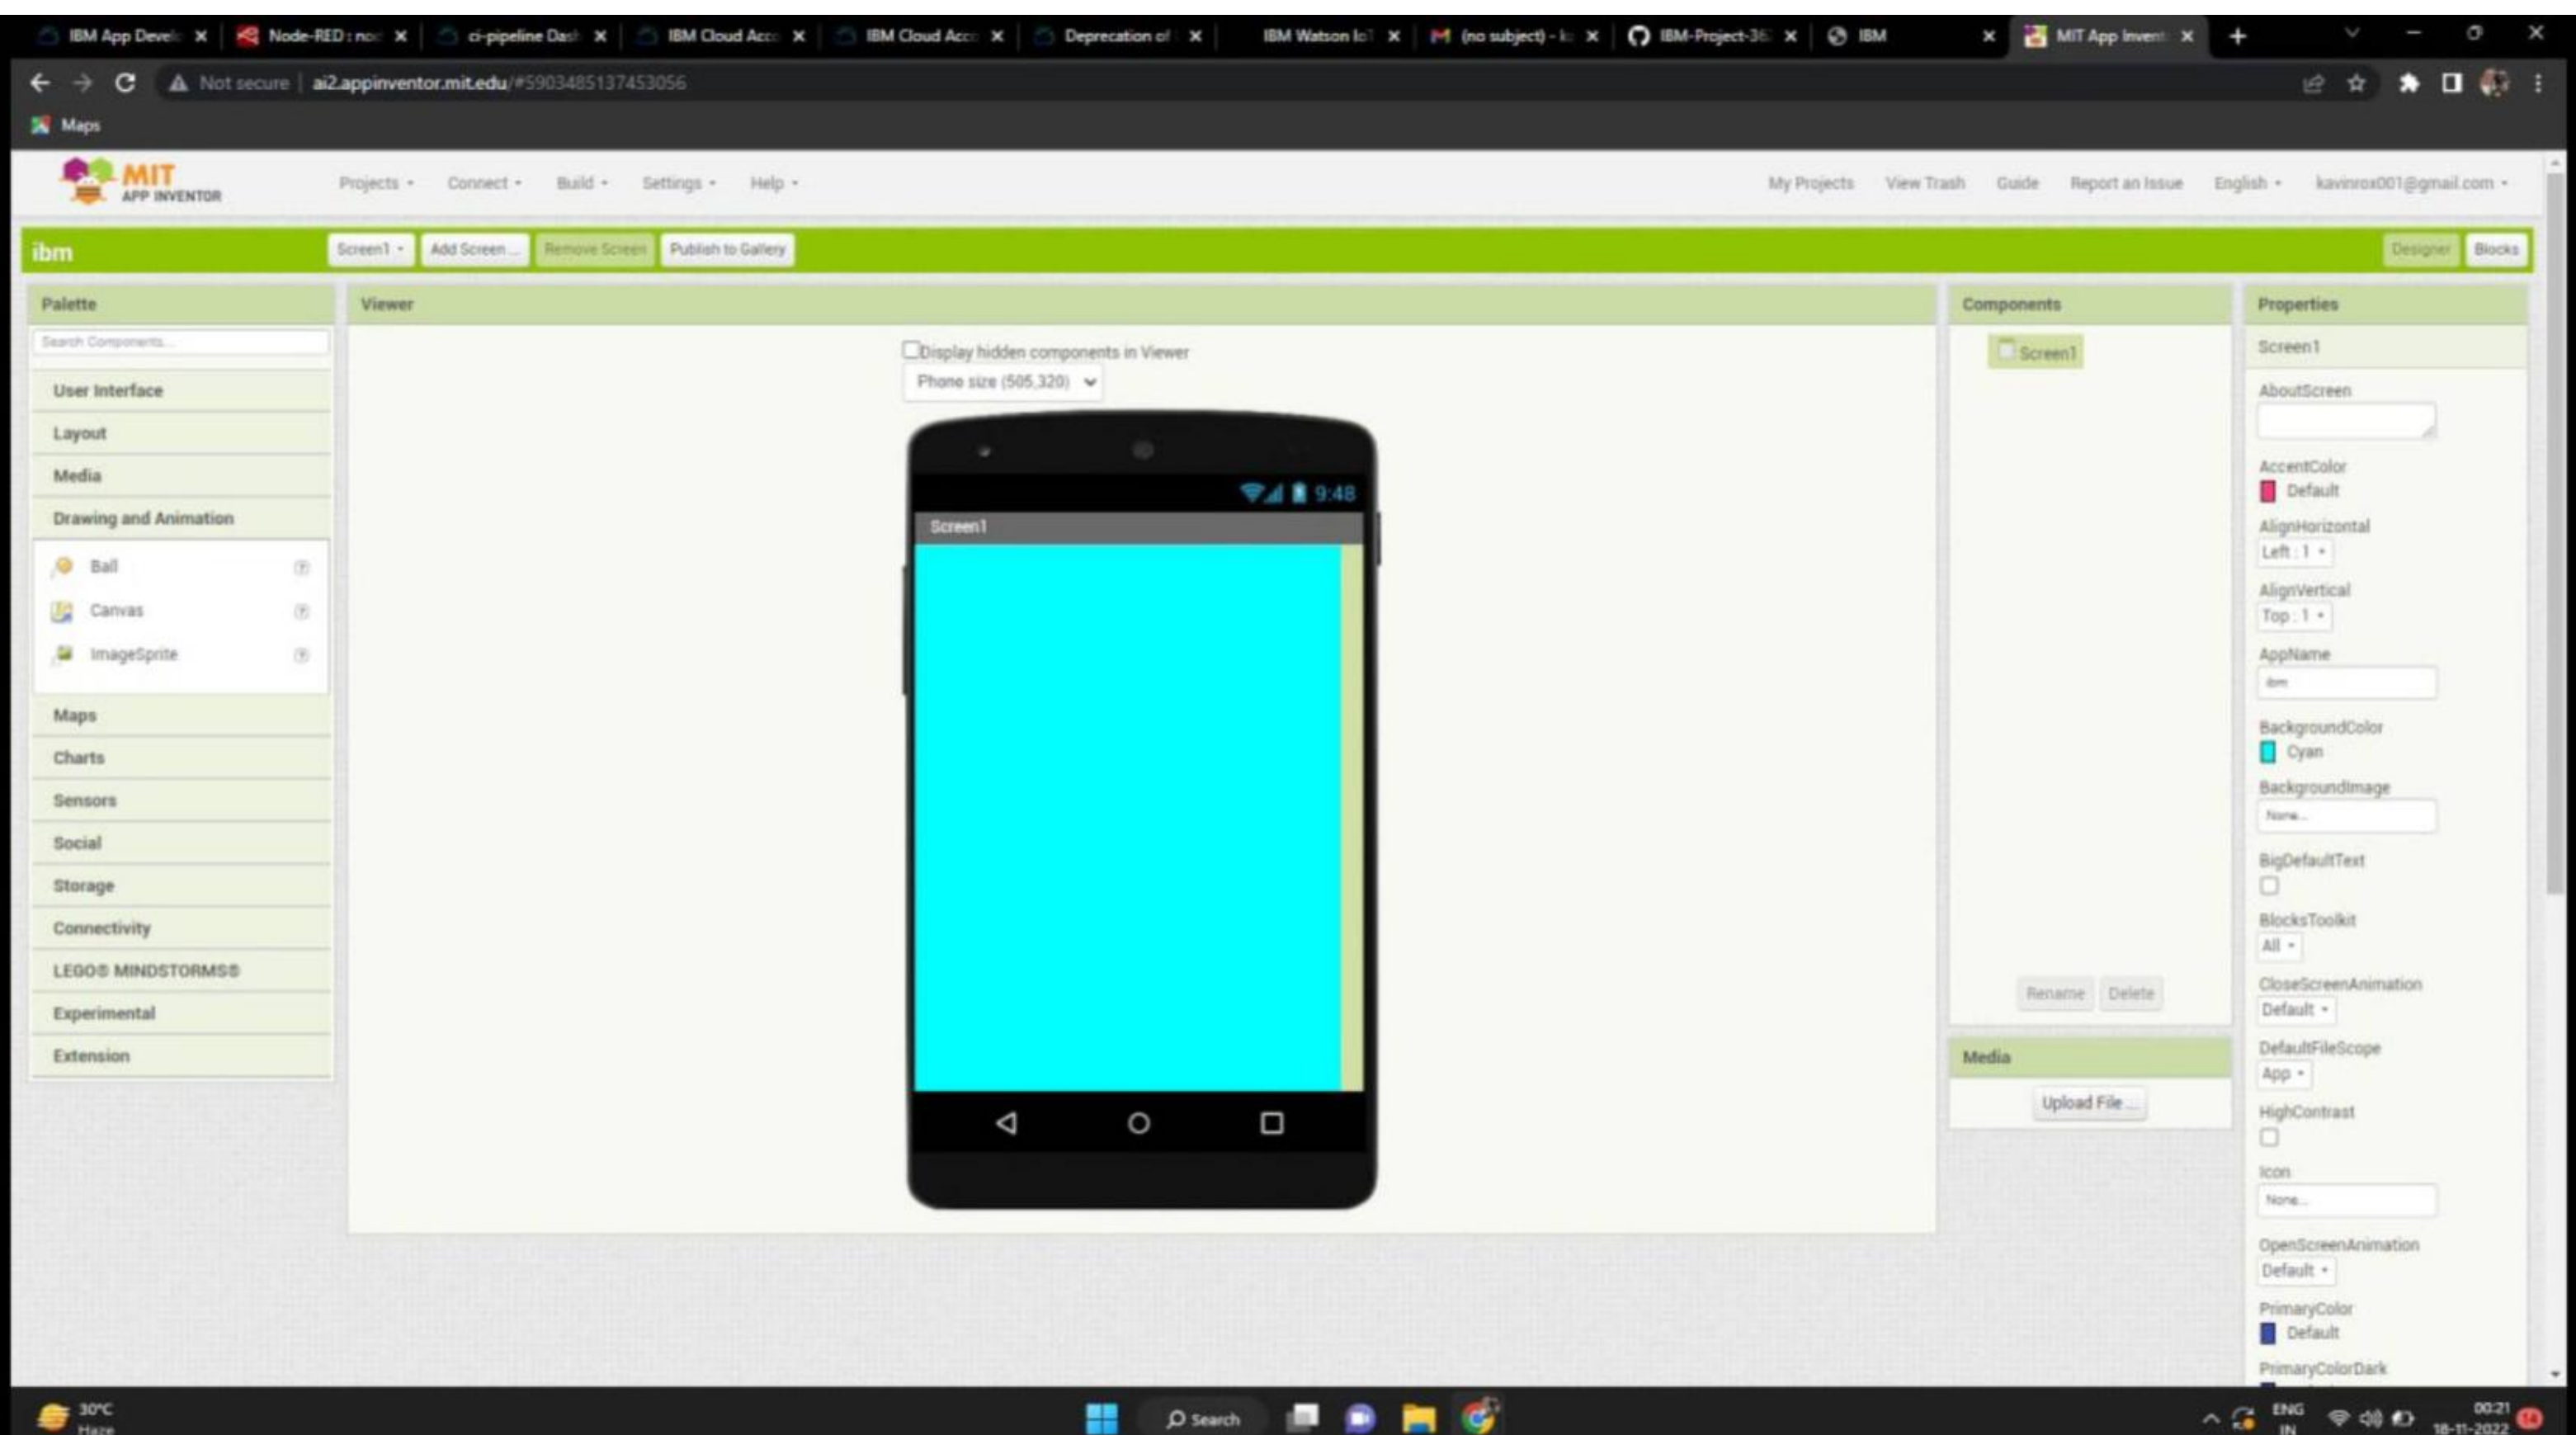 IBM App Devel
Node-RED : no
ci-pipeline Dash
IBM Cloud Acc
IBM Cloud Acc
Deprecation of
IBM Watson IoT
(no subject) - k
IBM-Project-36
IBM
MIT App Invent
Not secure | ai2.appinventor.mit.edu/#5903485137453056
Maps
MIT
APP INVENTOR
Projects
Connect
Build
Settings
Help
My Projects
View Trash
Guide
Report an Issue
English
kavinrox001@gmail.com
ibm
Screen1
Add Screen ...
Remove Screen
Publish to Gallery
Designer
Blocks
Palette
Search Components...
User Interface
Layout
Media
Drawing and Animation
Ball
Canvas
ImageSprite
Maps
Charts
Sensors
Social
Storage
Connectivity
LEGO® MINDSTORMS®
Experimental
Extension
Viewer
Display hidden components in Viewer
Phone size (505,320)
9:48
Screen1
Components
Screen1
Rename
Delete
Media
Upload File ...
Properties
Screen1
AboutScreen
AccentColor
Default
AlignHorizontal
Left : 1
AlignVertical
Top : 1
AppName
ibm
BackgroundColor
Cyan
BackgroundImage
None...
BigDefaultText
BlocksToolkit
All
CloseScreenAnimation
Default
DefaultFileScope
App
HighContrast
Icon
None...
OpenScreenAnimation
Default
PrimaryColor
Default
PrimaryColorDark
30°C
Haze
Search
ENG
IN
00:21
18-11-2022
14